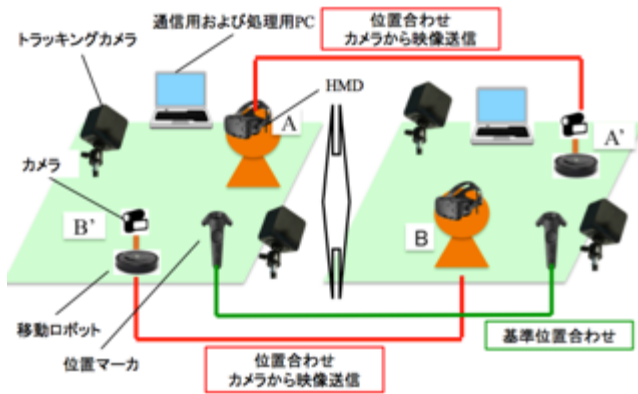 通信用および処理用PC
位置合わせ
カメラから映像送信
トラッキングカメラ
HMD
A
A'
カメラ
B'
B
移動ロボット
位置マーカ
位置合わせ
カメラから映像送信
基準位置合わせ